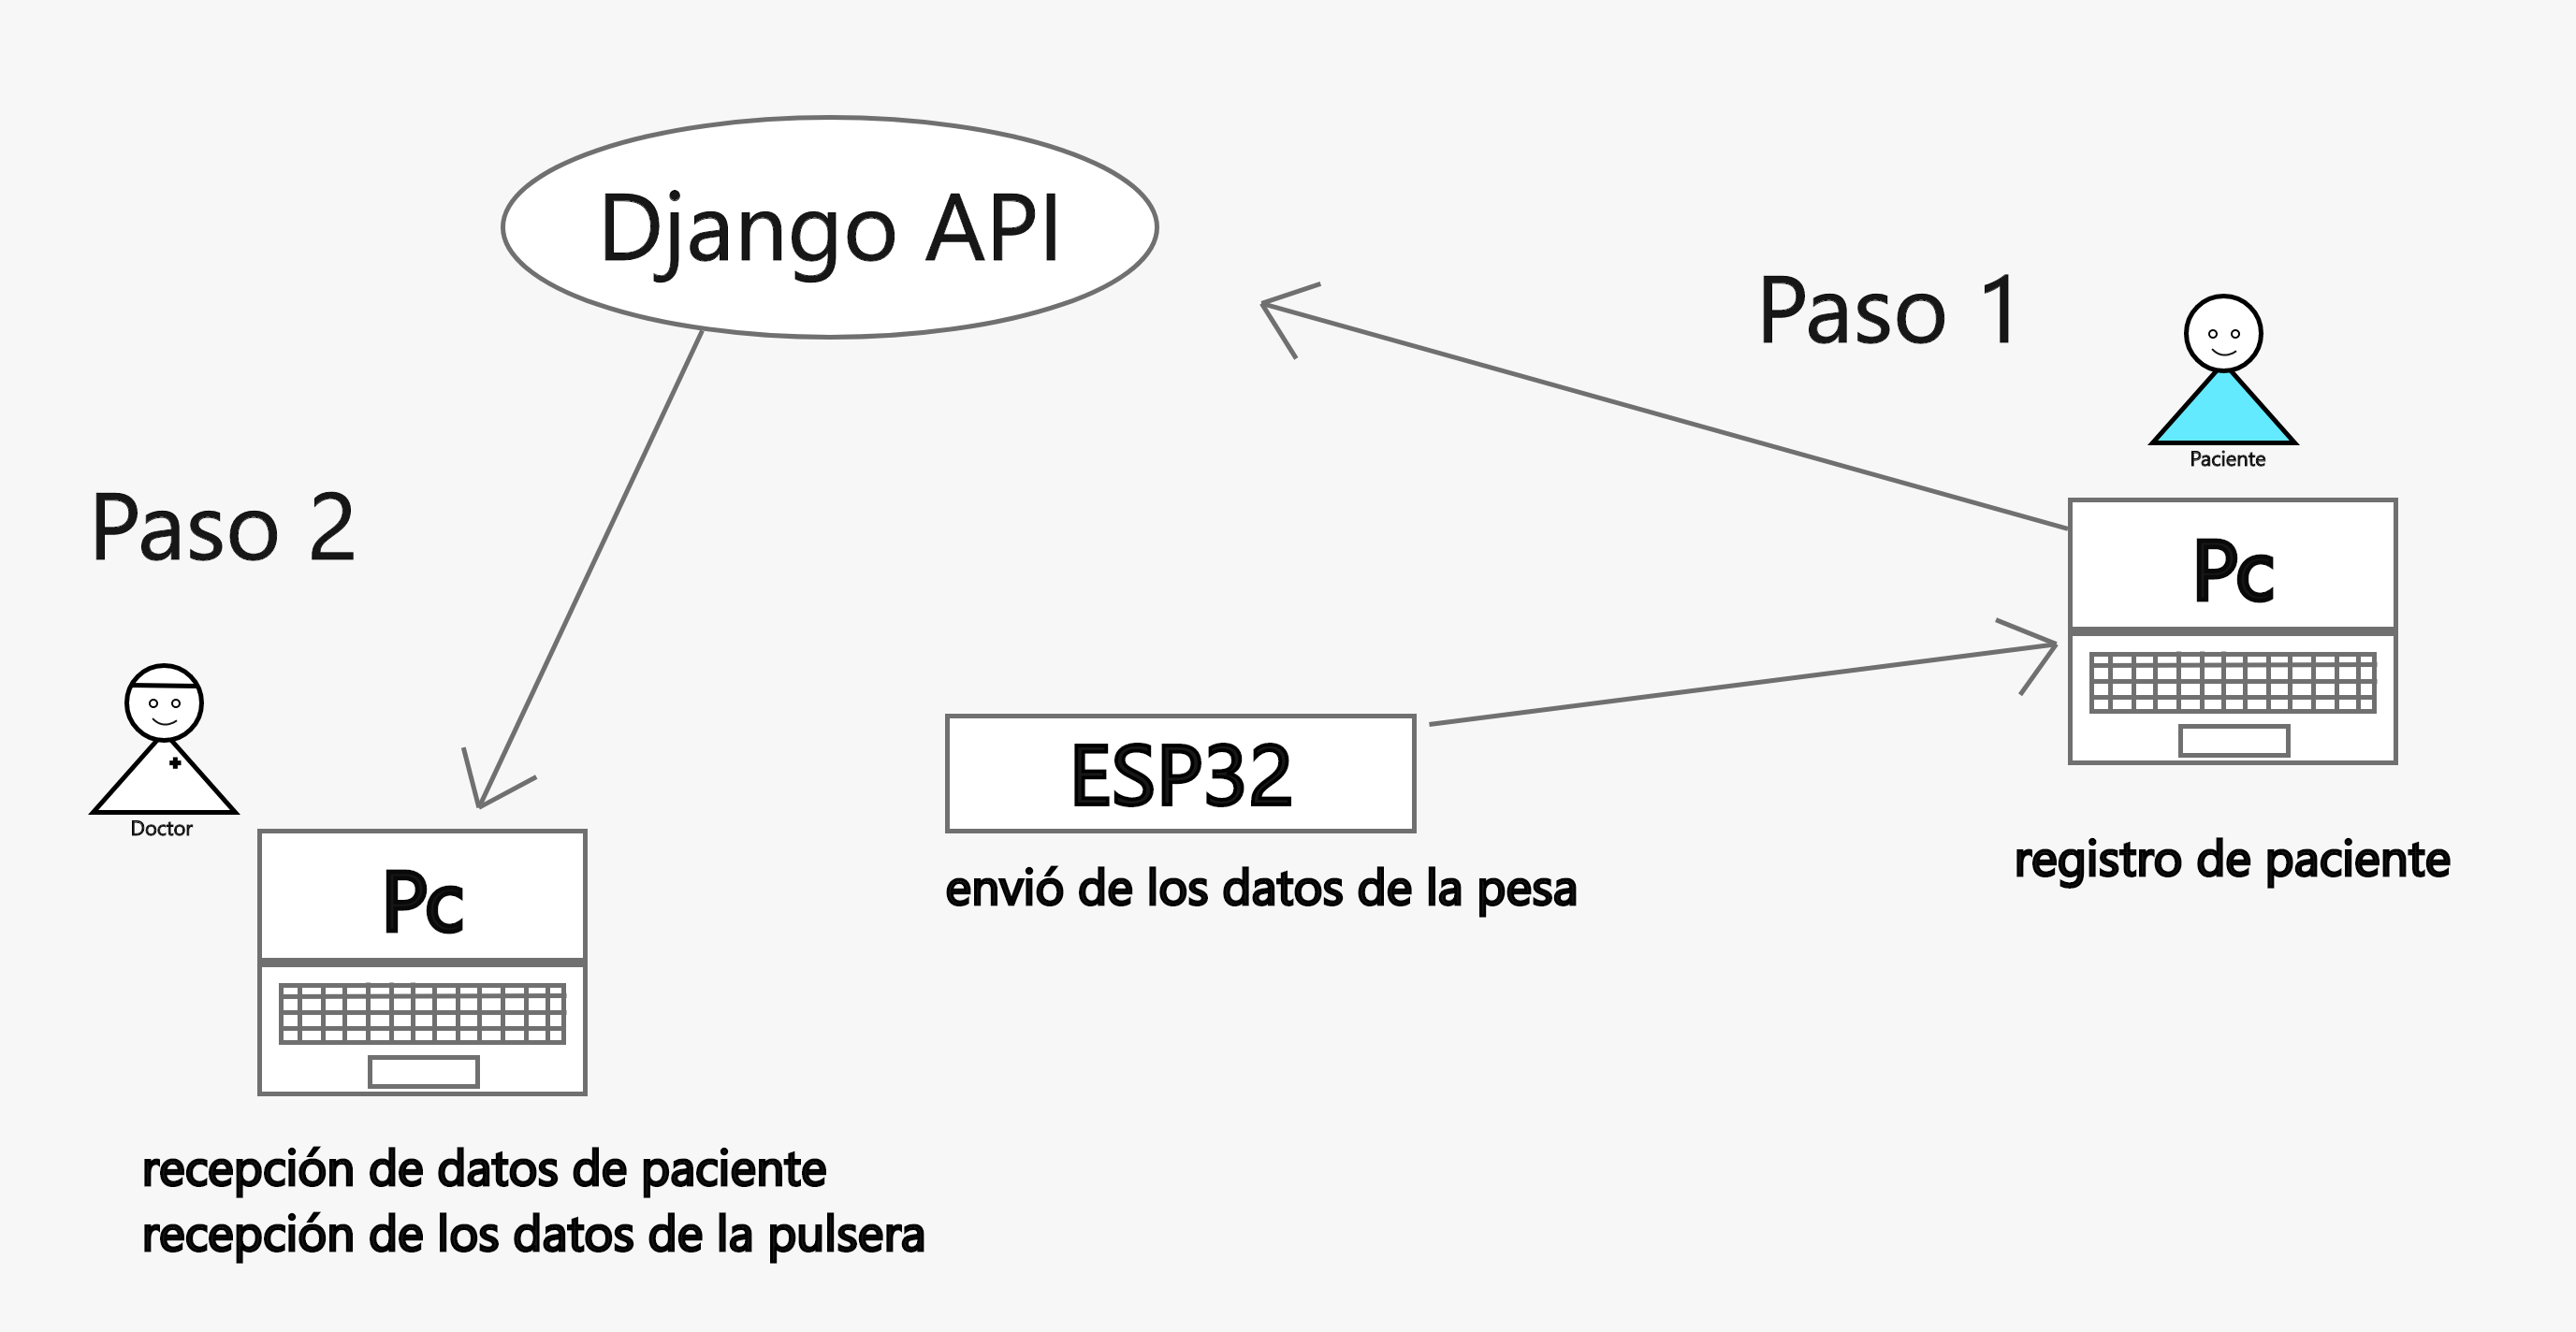 Django API
Paso 1
Paciente
Pc
registro de paciente
ESP32
envió de los datos de la pesa
Paso 2
Doctor
Pc
recepción de datos de paciente
recepción de los datos de la pulsera